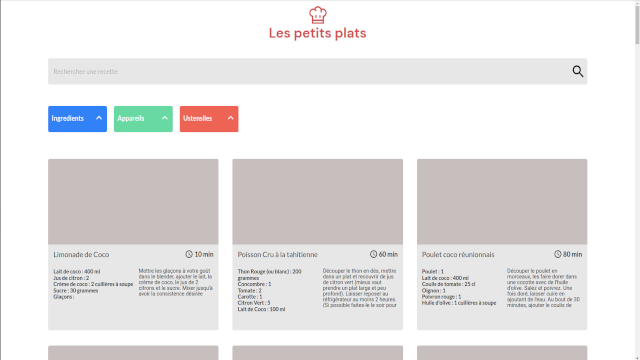 Les petits plats
Rechercher une recette
Ingredients
Appareils
Ustensiles
Limonade de Coco
10 min
Lait de coco : 400 ml
Jus de citron : 2
Crème de coco : 2 cuillères à soupe
Sucre : 30 grammes
Glaçons :
Mettre les glaçons à votre goût
dans le blender, ajouter le lait, la
crème de coco, le jus de 2
citrons et le sucre. Mixer jusqu'à
avoir la consistence désirée
Poisson Cru à la tahitienne
60 min
Thon Rouge (ou blanc) : 200
grammes
Concombre : 1
Tomate : 2
Carotte : 1
Citron Vert : 5
Lait de Coco : 100 ml
Découper le thon en dés, mettre
dans un plat et recouvrir de jus
de citron vert (mieux vaut
prendre un plat large et peu
profond). Laisser reposer au
réfrigérateur au moins 2 heures.
(Si possible faites-le le soir pour
Poulet coco réunionnais
80 min
Poulet : 1
Lait de coco : 400 ml
Coulis de tomate : 25 cl
Oignon : 1
Poivron rouge : 1
Huile d'olive : 1 cuillères à soupe
Découper le poulet en
morceaux, les faire dorer dans
une cocotte avec de l'huile
d'olive. Salez et poivrez. Une
fois doré, laisser cuire en
ajoutant de l'eau. Au bout de 30
minutes, ajouter le coulis de